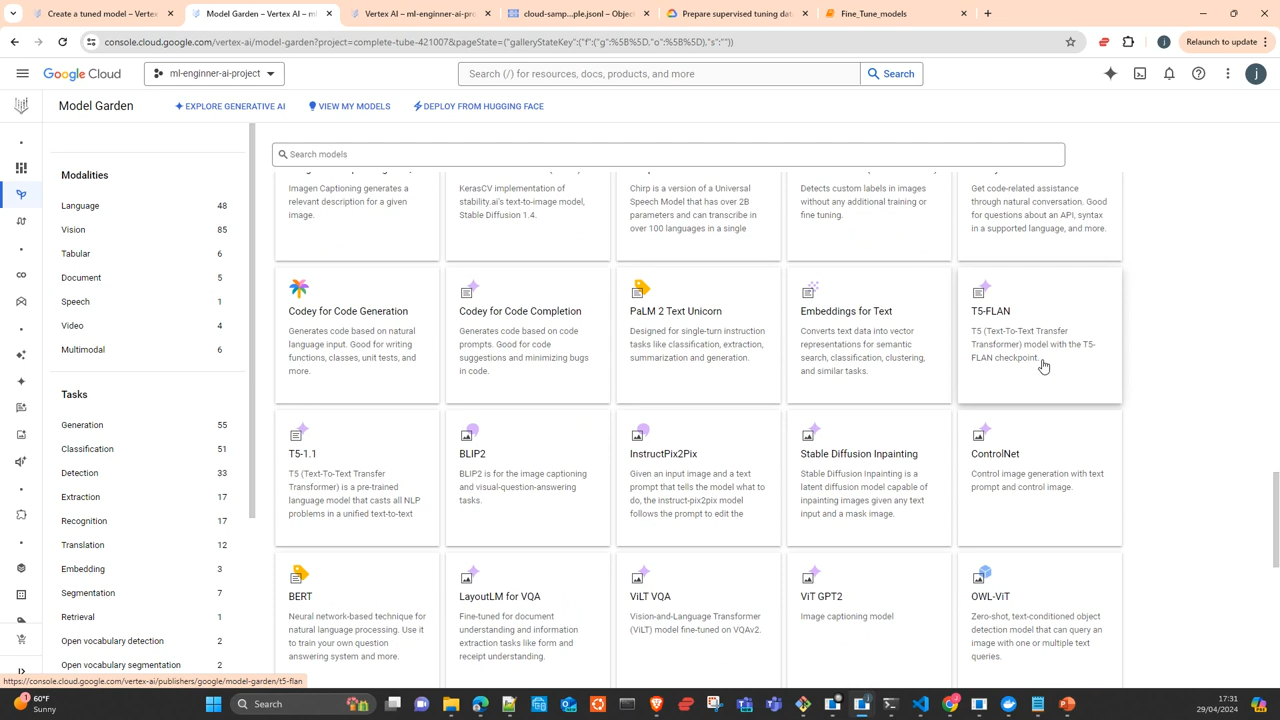 Create a tuned model – Vertex
Model Garden – Vertex AI – ml
Vertex AI – ml-enginner-ai-pr
cloud-samp...ple.jsonl – Objec
Prepare supervised tuning dat
Fine_Tune_models
console.cloud.google.com/vertex-ai/model-garden?project=complete-tube-421007&pageState=("galleryStateKey":("f":("g":%5B%5D,"o":%5B%5D),"s":""))
Relaunch to update
Google Cloud
ml-enginner-ai-project
Search (/) for resources, docs, products, and more
Search
j
Model Garden
EXPLORE GENERATIVE AI
VIEW MY MODELS
DEPLOY FROM HUGGING FACE
Search models
Modalities
Language 48
Vision 85
Tabular 6
Document 5
Speech 1
Video 4
Multimodal 6
Tasks
Generation 55
Classification 51
Detection 33
Extraction 17
Recognition 17
Translation 12
Embedding 3
Segmentation 7
Retrieval 1
Open vocabulary detection 2
Open vocabulary segmentation 2
Imagen Captioning generates a
relevant description for a given
image.
KerasCV implementation of
stability.ai's text-to-image model,
Stable Diffusion 1.4.
Chirp is a version of a Universal
Speech Model that has over 2B
parameters and can transcribe in
over 100 languages in a single
Detects custom labels in images
without any additional training or
fine tuning.
Get code-related assistance
through natural conversation. Good
for questions about an API, syntax
in a supported language, and more.
Codey for Code Generation
Generates code based on natural
language input. Good for writing
functions, classes, unit tests, and
more.
Codey for Code Completion
Generates code based on code
prompts. Good for code
suggestions and minimizing bugs
in code.
PaLM 2 Text Unicorn
Designed for single-turn instruction
tasks like classification, extraction,
summarization and generation.
Embeddings for Text
Converts text data into vector
representations for semantic
search, classification, clustering,
and similar tasks.
T5-FLAN
T5 (Text-To-Text Transfer
Transformer) model with the T5-
FLAN checkpoint.
T5-1.1
T5 (Text-To-Text Transfer
Transformer) is a pre-trained
language model that casts all NLP
problems in a unified text-to-text
BLIP2
BLIP2 is for the image captioning
and visual-question-answering
tasks.
InstructPix2Pix
Given an input image and a text
prompt that tells the model what to
do, the instruct-pix2pix model
follows the prompt to edit the
Stable Diffusion Inpainting
Stable Diffusion Inpainting is a
latent diffusion model capable of
inpainting images given any text
input and a mask image.
ControlNet
Control image generation with text
prompt and control image.
BERT
Neural network-based technique for
natural language processing. Use it
to train your own question
answering system and more.
LayoutLM for VQA
Fine-tuned for document
understanding and information
extraction tasks like form and
receipt understanding.
ViLT VQA
Vision-and-Language Transformer
(ViLT) model fine-tuned on VQAv2.
ViT GPT2
Image captioning model
OWL-ViT
Zero-shot, text-conditioned object
detection model that can query an
image with one or multiple text
queries.
https://console.cloud.google.com/vertex-ai/publishers/google/model-garden/t5-flan
60°F
Sunny
Search
17:31
29/04/2024